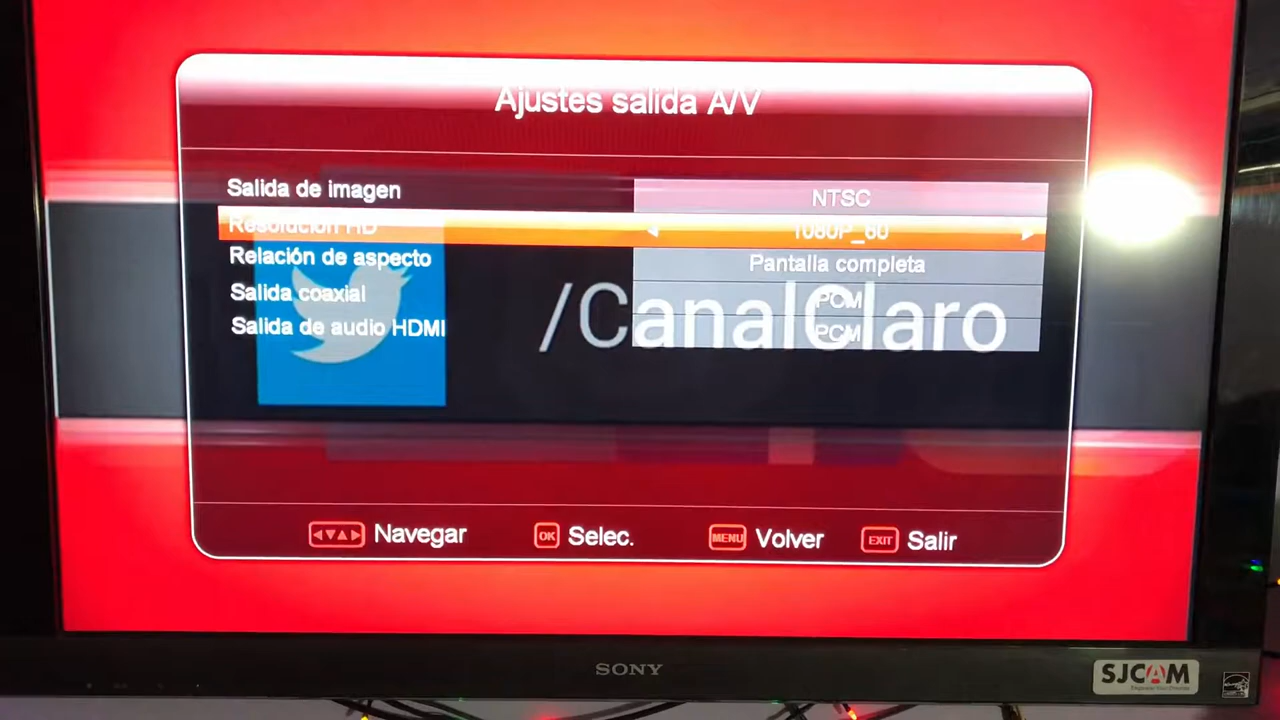 Ajustes salida A/V
Salida de imagen NTSC
Resolución HD 1080P_60
Relación de aspecto Pantalla completa
Salida coaxial PCM
/CanalClaro
Salida de audio HDMI PCM
Navegar OK Selec. MENU Volver EXIT Salir
SONY
SJCAM